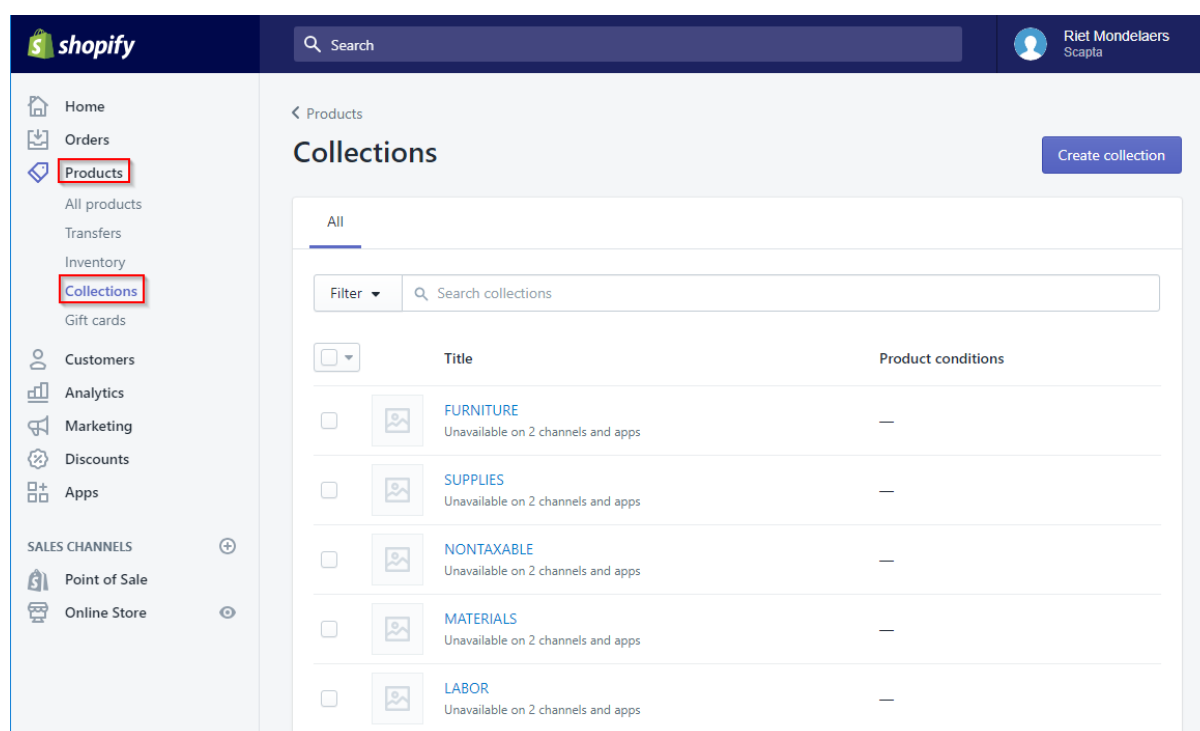 shopify
Search
Riet Mondelaers
Scapta
Home
Orders
Products
All products
Transfers
Inventory
Collections
Gift cards
Customers
Analytics
Marketing
Discounts
Apps
SALES CHANNELS
Point of Sale
Online Store
Products
Collections
Create collection
All
Filter
Search collections
Title Product conditions
FURNITURE
Unavailable on 2 channels and apps
—
SUPPLIES
Unavailable on 2 channels and apps
—
NONTAXABLE
Unavailable on 2 channels and apps
—
MATERIALS
Unavailable on 2 channels and apps
—
LABOR
Unavailable on 2 channels and apps
—